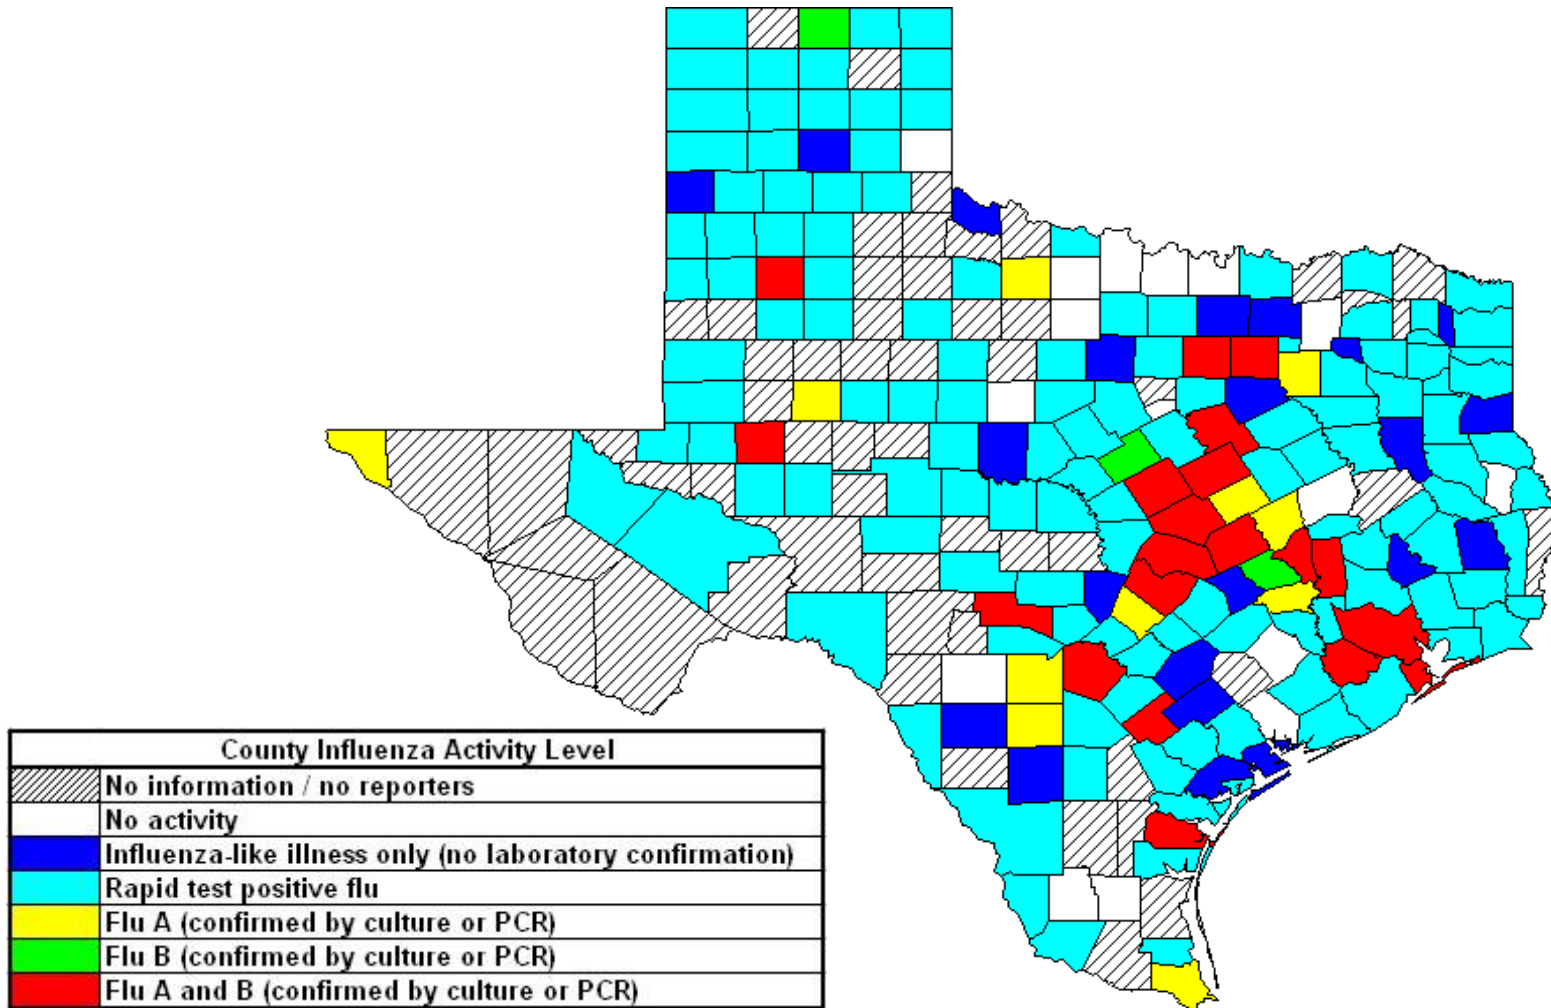 County Influenza Activity Level
No information / no reporters
No activity
Influenza-like illness only (no laboratory confirmation)
Rapid test positive flu
Flu A (confirmed by culture or PCR)
Flu B (confirmed by culture or PCR)
Flu A and B (confirmed by culture or PCR)